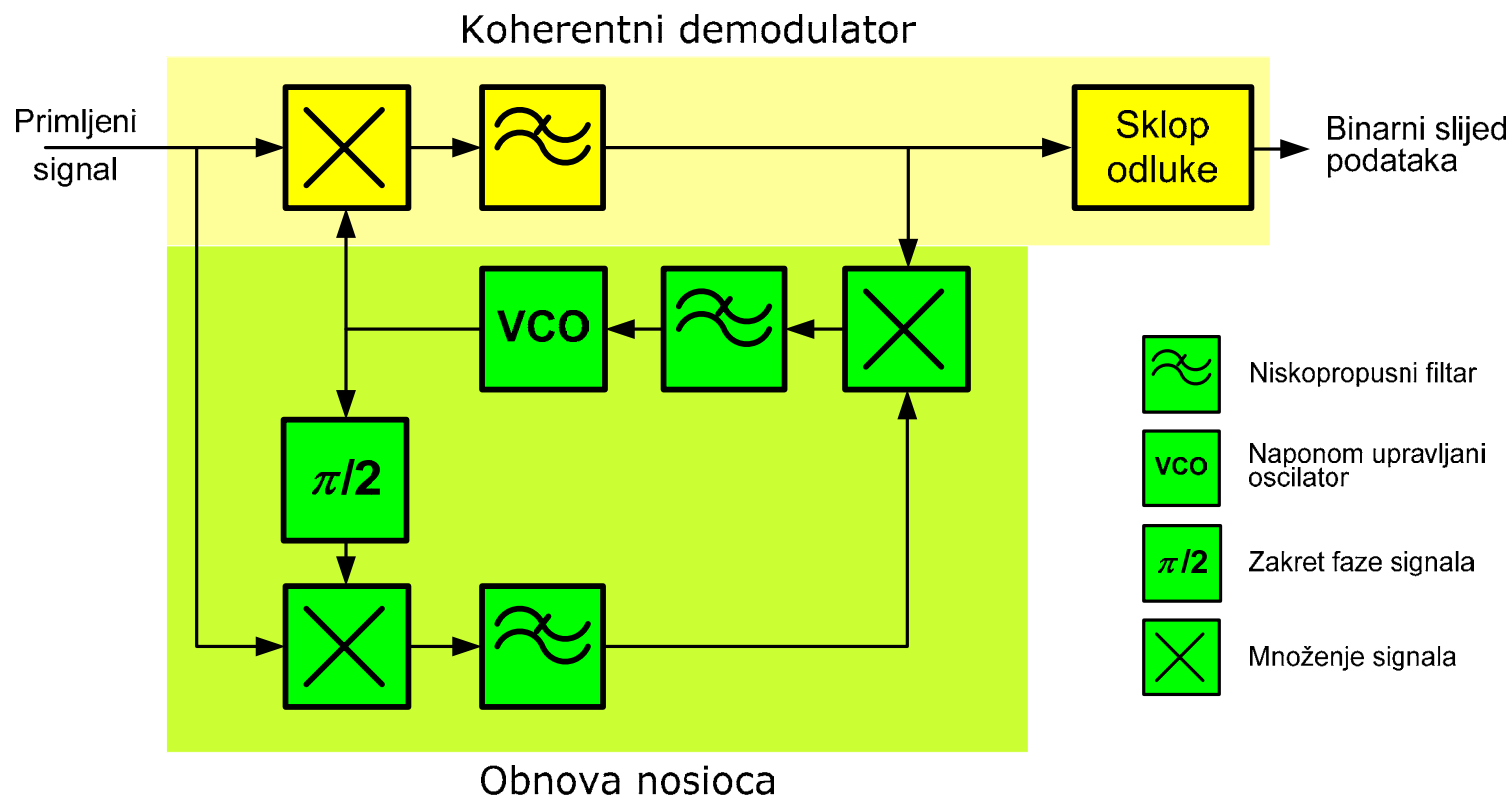 Koherentni demodulator
Primljeni
signal
Sklop
odluke
Binarni slijed
podataka
VCO
π/2
Niskopropusni filtar
VCO
Naponom upravljani
oscilator
π/2
Zakret faze signala
Množenje signala
Obnova nosioca